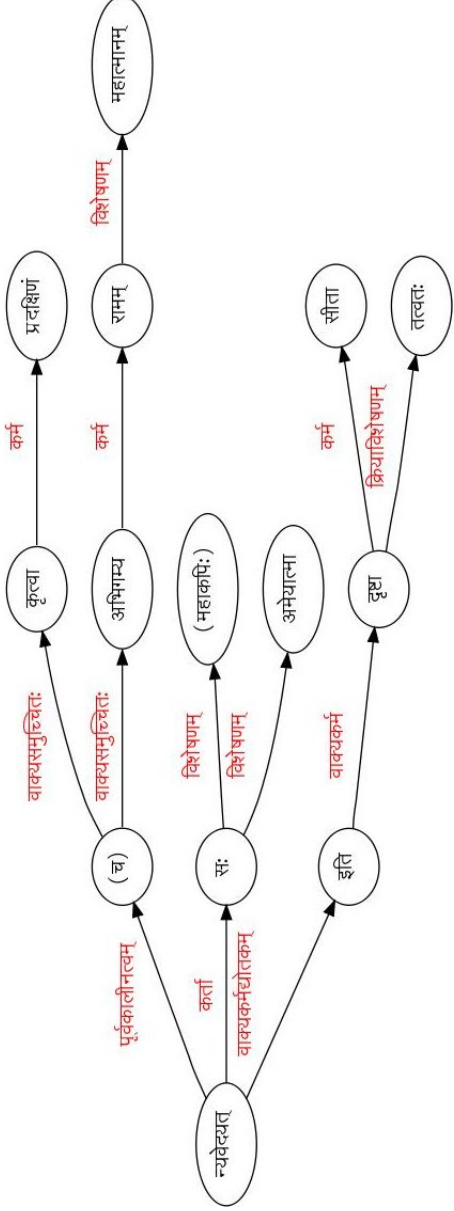 कर्म
वाक्यसमुच्चितः
कृत्वा
प्रदक्षिणं
वाक्यसमुच्चितः
कर्म
विशेषणम्
पूर्वकालीनत्वम्
(च)
अभिगम्य
रामम्
महात्मानम्
विशेषणम्
(महाकपिः)
कर्ता
न्यवेदयत्
सः
विशेषणम्
वाक्यकर्मद्योतकम्
अमेयात्मा
वाक्यकर्म
कर्म
सीता
इति
दृष्टा
क्रियाविशेषणम्
तत्वतः